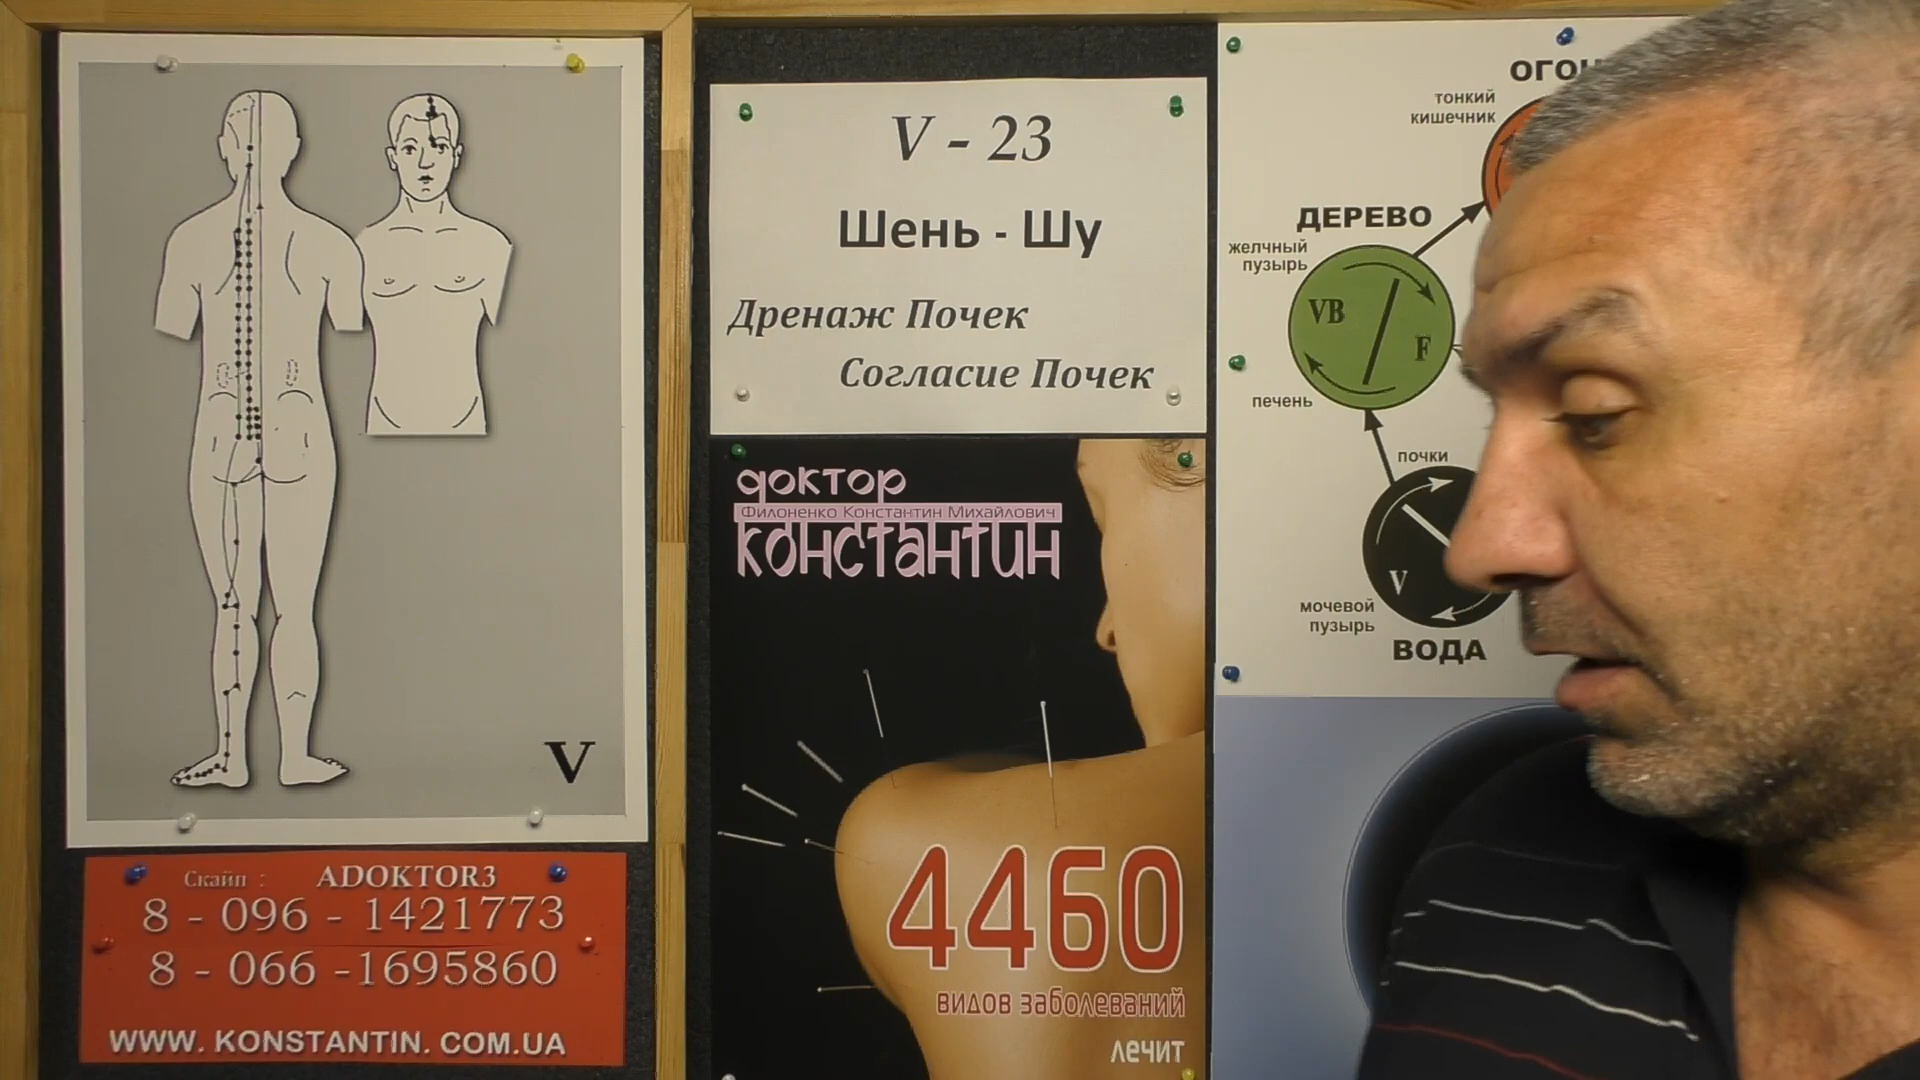 V
Скайп : ADOKTOR3
8 - 096 - 1421773
8 - 066 -1695860
WWW. KONSTANTIN. COM.UA
V - 23
Шень - Шу
Дренаж Почек
Согласие Почек
доктор
Филоненко Константин Михайлович
константин
4460
видов заболеваний
лечит
тонкий
кишечник
ДЕРЕВО
желчный
пузырь
VB
F
печень
почки
V
мочевой
пузырь
ВОДА